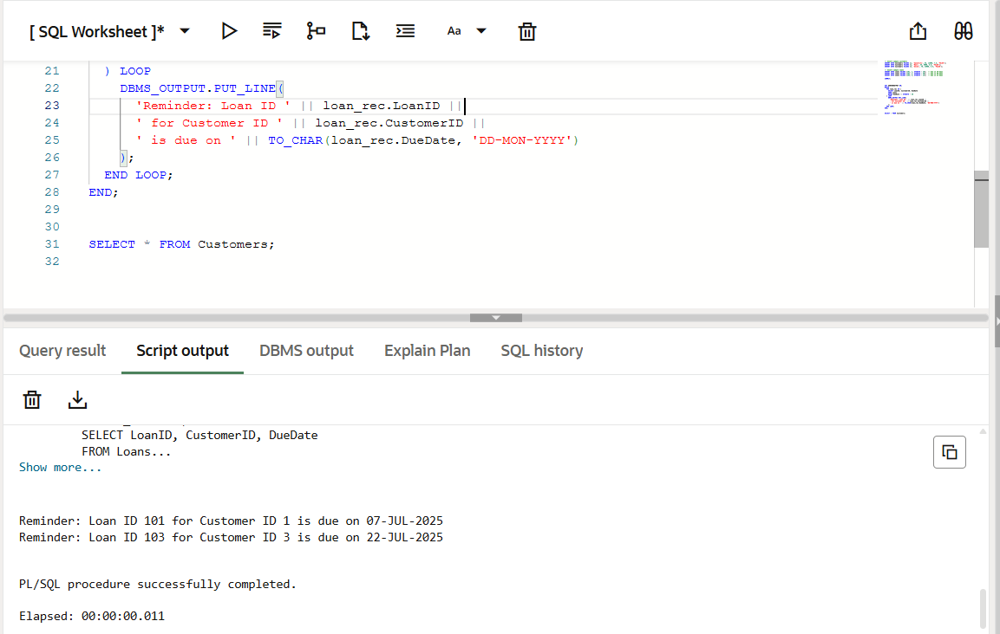 [ SQL Worksheet ]*
Aa
21 ) LOOP
22 DBMS_OUTPUT.PUT_LINE(
23 'Reminder: Loan ID ' || loan_rec.LoanID ||
24 ' for Customer ID ' || loan_rec.CustomerID ||
25 ' is due on ' || TO_CHAR(loan_rec.DueDate, 'DD-MON-YYYY')
26 );
27 END LOOP;
28 END;
29
30
31 SELECT * FROM Customers;
32
Query result Script output DBMS output Explain Plan SQL history
SELECT LoanID, CustomerID, DueDate
FROM Loans...
Show more...
Reminder: Loan ID 101 for Customer ID 1 is due on 07-JUL-2025
Reminder: Loan ID 103 for Customer ID 3 is due on 22-JUL-2025
PL/SQL procedure successfully completed.
Elapsed: 00:00:00.011